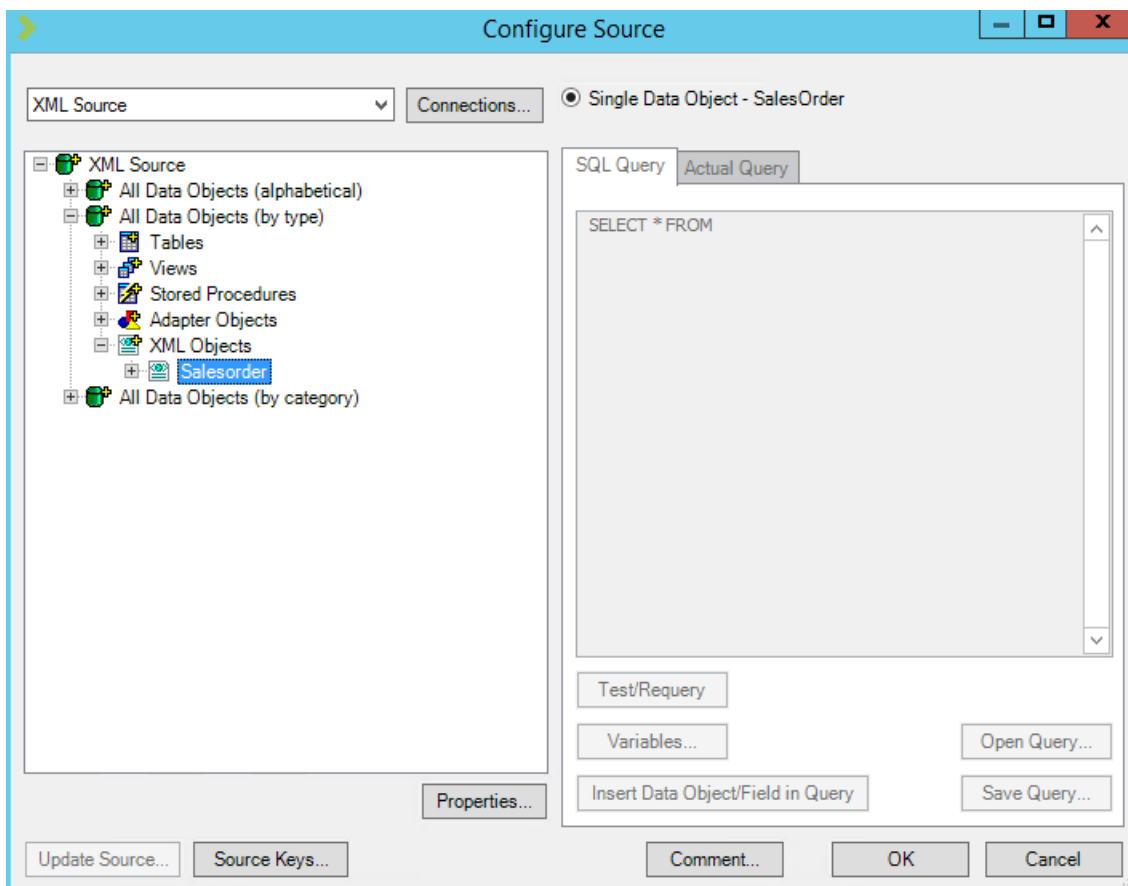 Configure Source
XML Source
Connections...
Single Data Object - SalesOrder
XML Source
All Data Objects (alphabetical)
All Data Objects (by type)
Tables
Views
Stored Procedures
Adapter Objects
XML Objects
Salesorder
All Data Objects (by category)
Properties...
SQL Query
Actual Query
SELECT * FROM
Test/Requery
Variables...
Open Query...
Insert Data Object/Field in Query
Save Query...
Update Source...
Source Keys...
Comment...
OK
Cancel